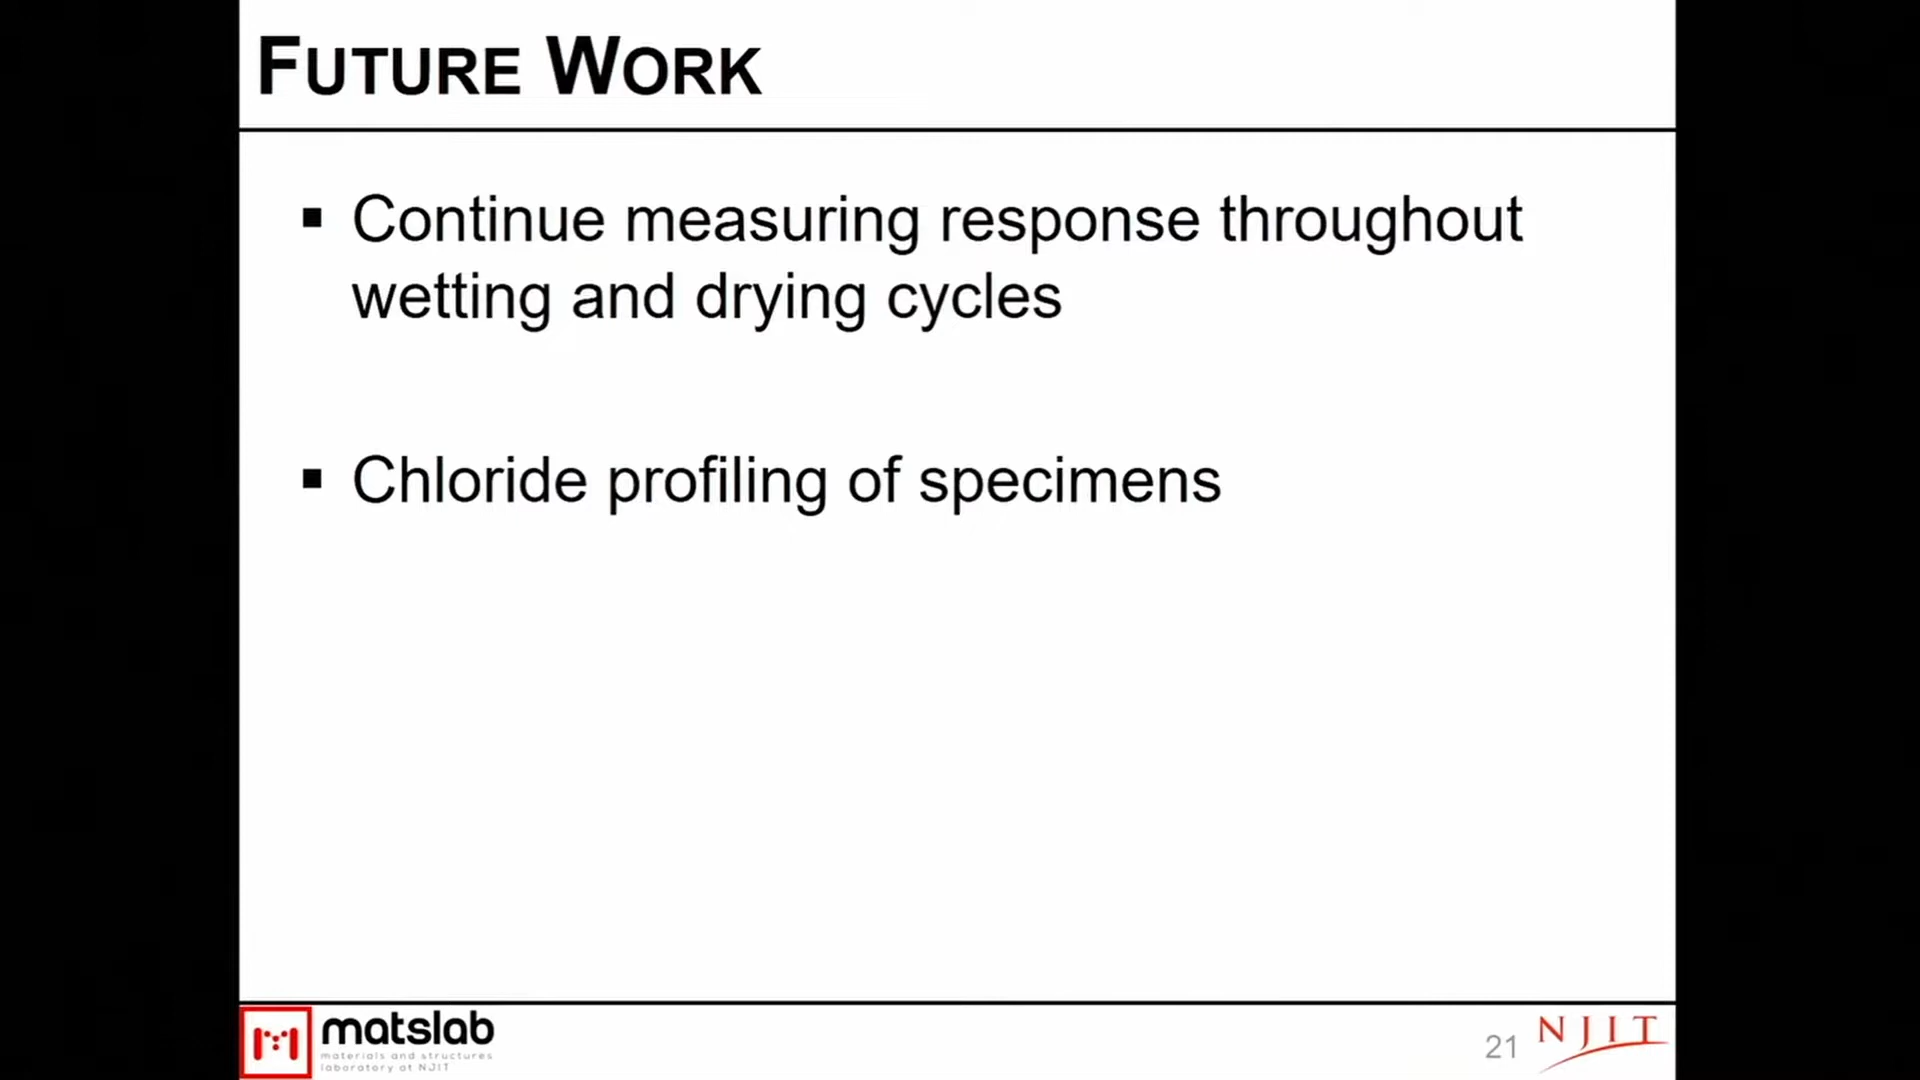 FUTURE WORK
▪ Continue measuring response throughout
wetting and drying cycles
▪ Chloride profiling of specimens
matslab
materials and structures
laboratory at NJIT
21
NJIT